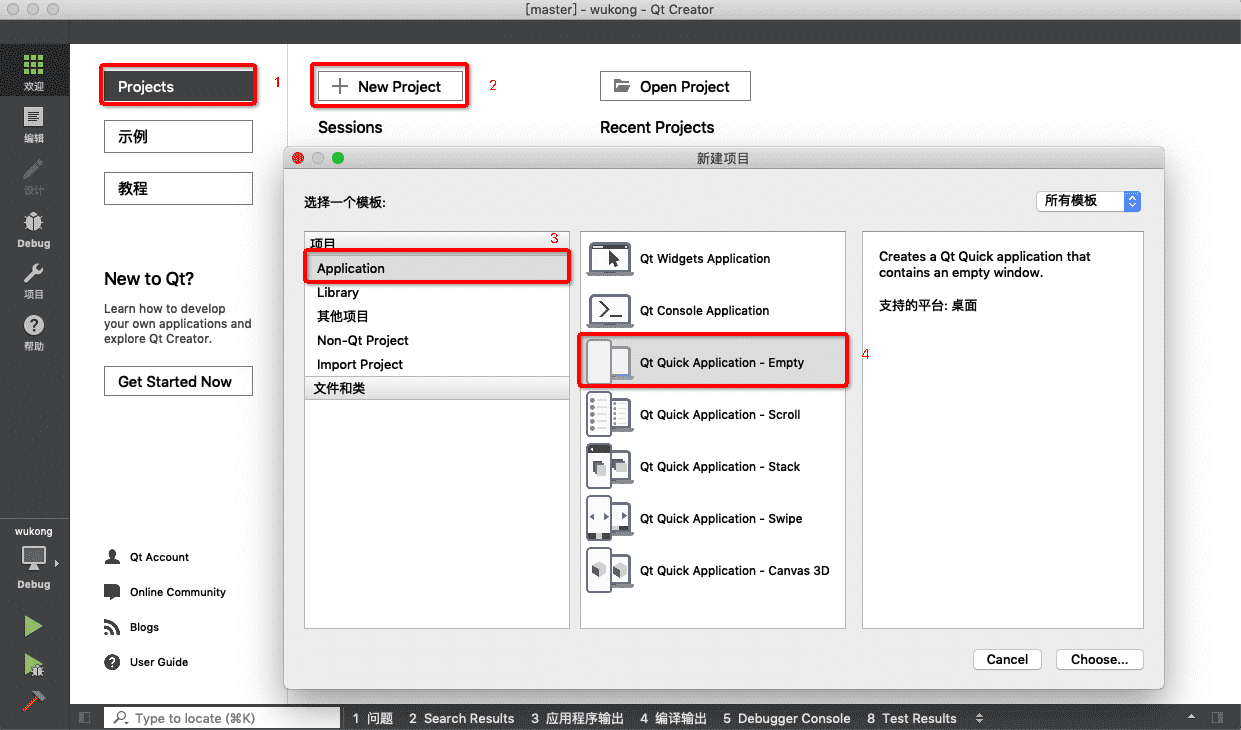 [master] - wukong - Qt Creator
欢迎
编辑
设计
Debug
项目
帮助
wukong
Debug
Projects
1
New Project
2
Open Project
示例
Sessions
Recent Projects
教程
New to Qt?
Learn how to develop
your own applications and
explore Qt Creator.
Get Started Now
Qt Account
Online Community
Blogs
User Guide
新建项目
选择一个模板:
所有模板
项目
3
Application
Library
其他项目
Non-Qt Project
Import Project
文件和类
Qt Widgets Application
Qt Console Application
Qt Quick Application - Empty
4
Qt Quick Application - Scroll
Qt Quick Application - Stack
Qt Quick Application - Swipe
Qt Quick Application - Canvas 3D
Creates a Qt Quick application that
contains an empty window.
支持的平台: 桌面
Cancel
Choose...
Type to locate (⌘K)
1 问题 2 Search Results 3 应用程序输出 4 编译输出 5 Debugger Console 8 Test Results